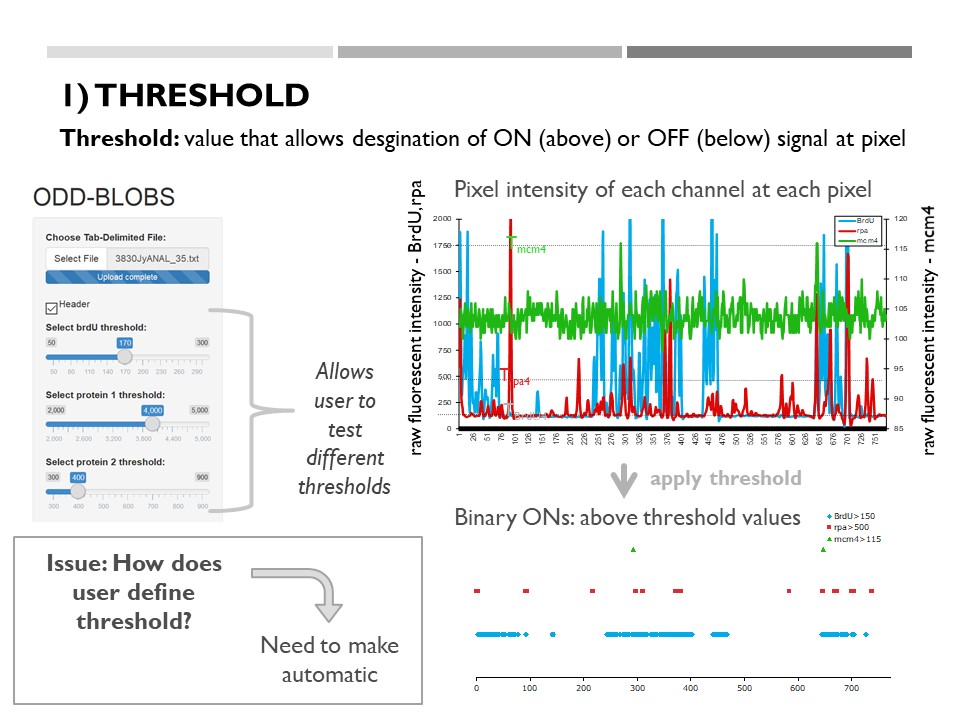 1) THRESHOLD
Threshold: value that allows desgination of ON (above) or OFF (below) signal at pixel
ODD-BLOBS
Choose Tab-Delimited File:
Select File 3830JyANAL_35.txt
Upload complete
Header
Select brdU threshold:
50 170 300
50 80 110 140 170 200 230 260 290
Select protein 1 threshold:
2,000 4,000 5,000
2,000 2,600 3,200 3,800 4,400 5,000
Select protein 2 threshold:
300 400 900
300 400 500 600 700 800 900
Allows
user to
test
different
thresholds
Issue: How does
user define
threshold?
Need to make
automatic
Pixel intensity of each channel at each pixel
raw fluorescent intensity - BrdU,rpa
2000
1750
1500
1250
1000
750
500
250
0
BrdU
rpa
mcm4
mcm4
rpa4
120
115
110
105
100
95
90
85
raw fluorescent intensity - mcm4
1 26 51 76 101 126 151 176 201 226 251 276 301 326 351 376 401 426 451 476 501 526 551 576 601 626 651 676 701 726 751
apply threshold
Binary ONs: above threshold values
BrdU>150
rpa>500
mcm4>115
0 100 200 300 400 500 600 700